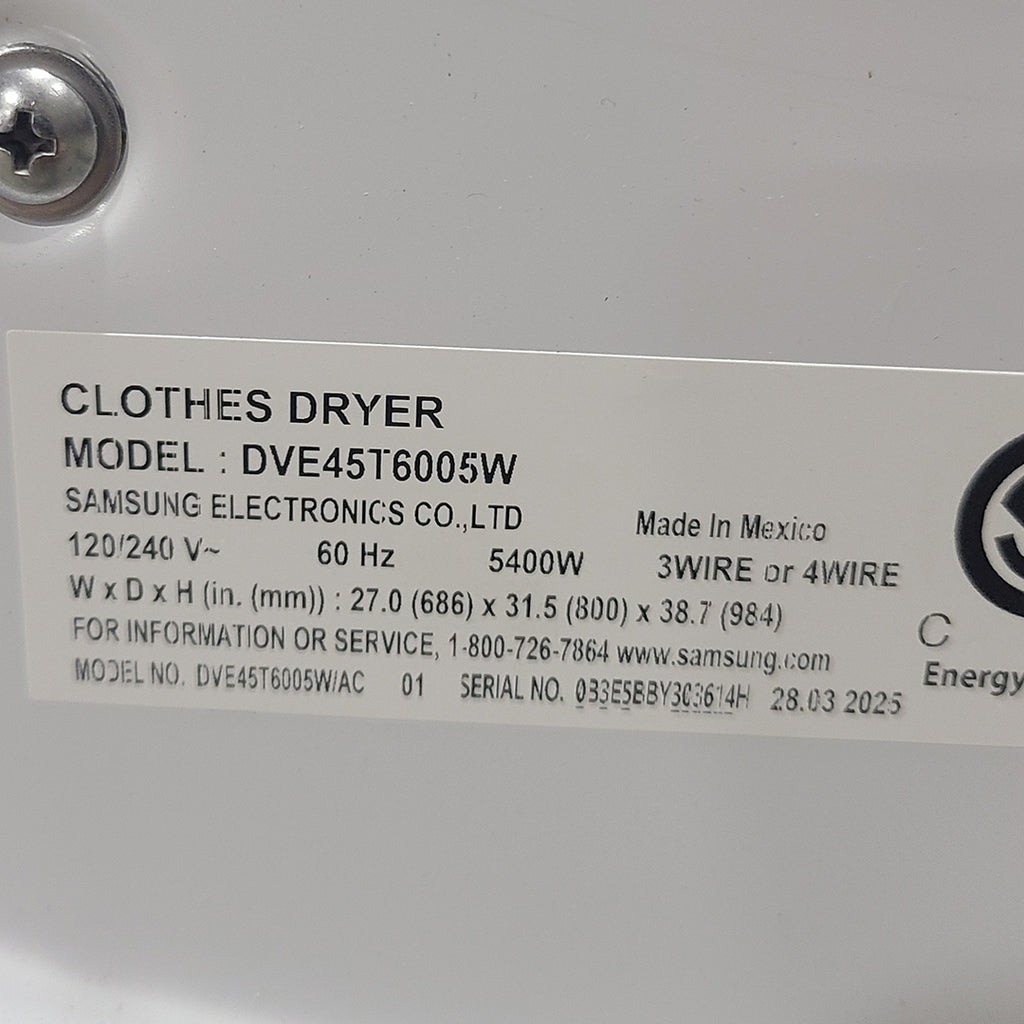 CLOTHES DRYER
MODEL : DVE45T6005W
SAMSUNG ELECTRONICS CO.,LTD Made In Mexico
120/240 V~ 60 Hz 5400W 3WIRE or 4WIRE
W x D x H (in. (mm)) : 27.0 (686) x 31.5 (800) x 38.7 (984)
FOR INFORMATION OR SERVICE, 1-800-726-7864 www.samsung.com
MODEL NO. DVE45T6005W/AC 01 SERIAL NO. 0B3E5BBY303614H 28.03 2025
C
Energy